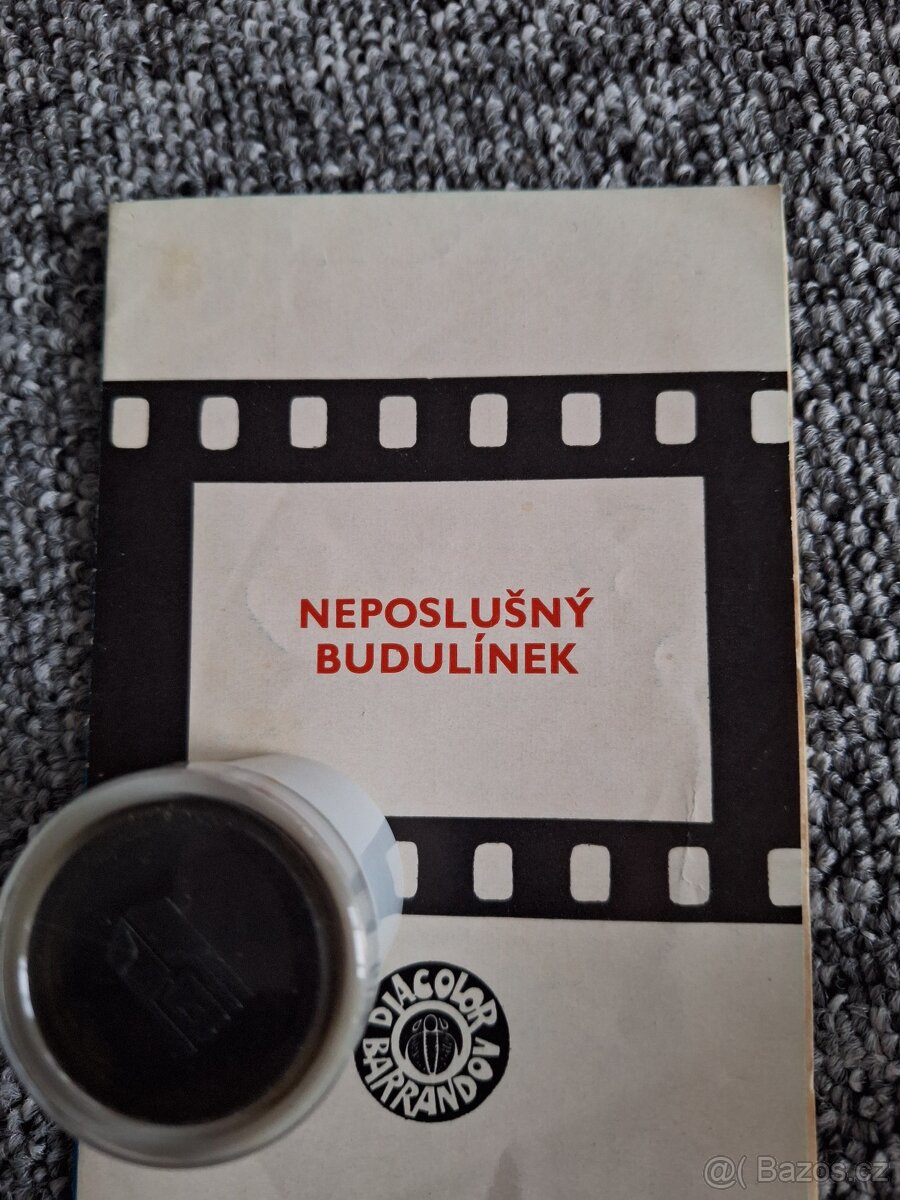 NEPOSLUŠNÝ
BUDULÍNEK
DIACOLOR
BARRANDOV
@( Bazos.cz